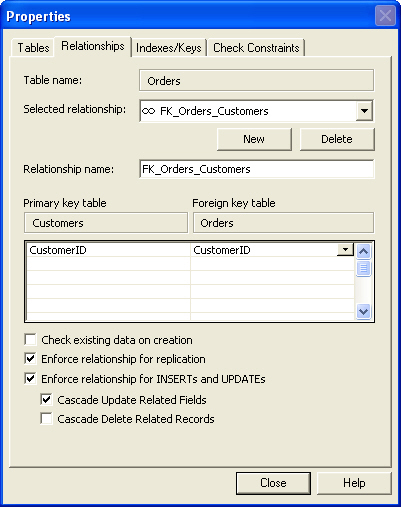 Properties
Tables Relationships Indexes/Keys Check Constraints
Table name: Orders
Selected relationship: FK_Orders_Customers
New Delete
Relationship name: FK_Orders_Customers
Primary key table Foreign key table
Customers Orders
CustomerID CustomerID
Check existing data on creation
Enforce relationship for replication
Enforce relationship for INSERTs and UPDATEs
Cascade Update Related Fields
Cascade Delete Related Records
Close Help